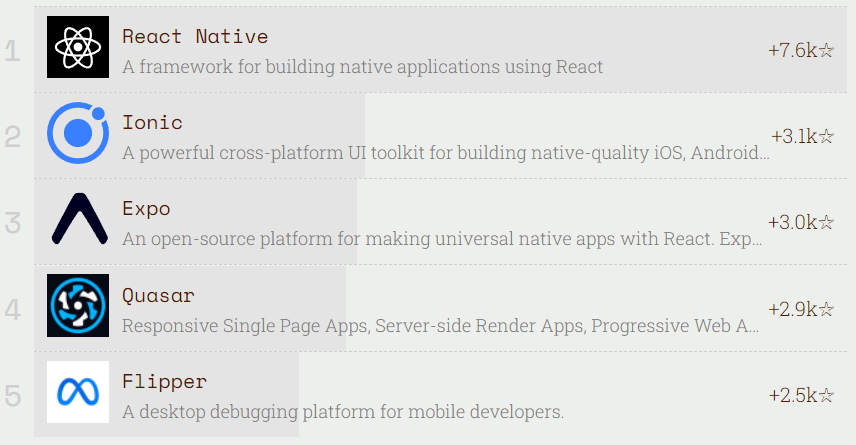 1
React Native
A framework for building native applications using React
+7.6k☆
2
Ionic
A powerful cross-platform UI toolkit for building native-quality iOS, Android...
+3.1k☆
3
Expo
An open-source platform for making universal native apps with React. Exp...
+3.0k☆
4
Quasar
Responsive Single Page Apps, Server-side Render Apps, Progressive Web A...
+2.9k☆
5
Flipper
A desktop debugging platform for mobile developers.
+2.5k☆